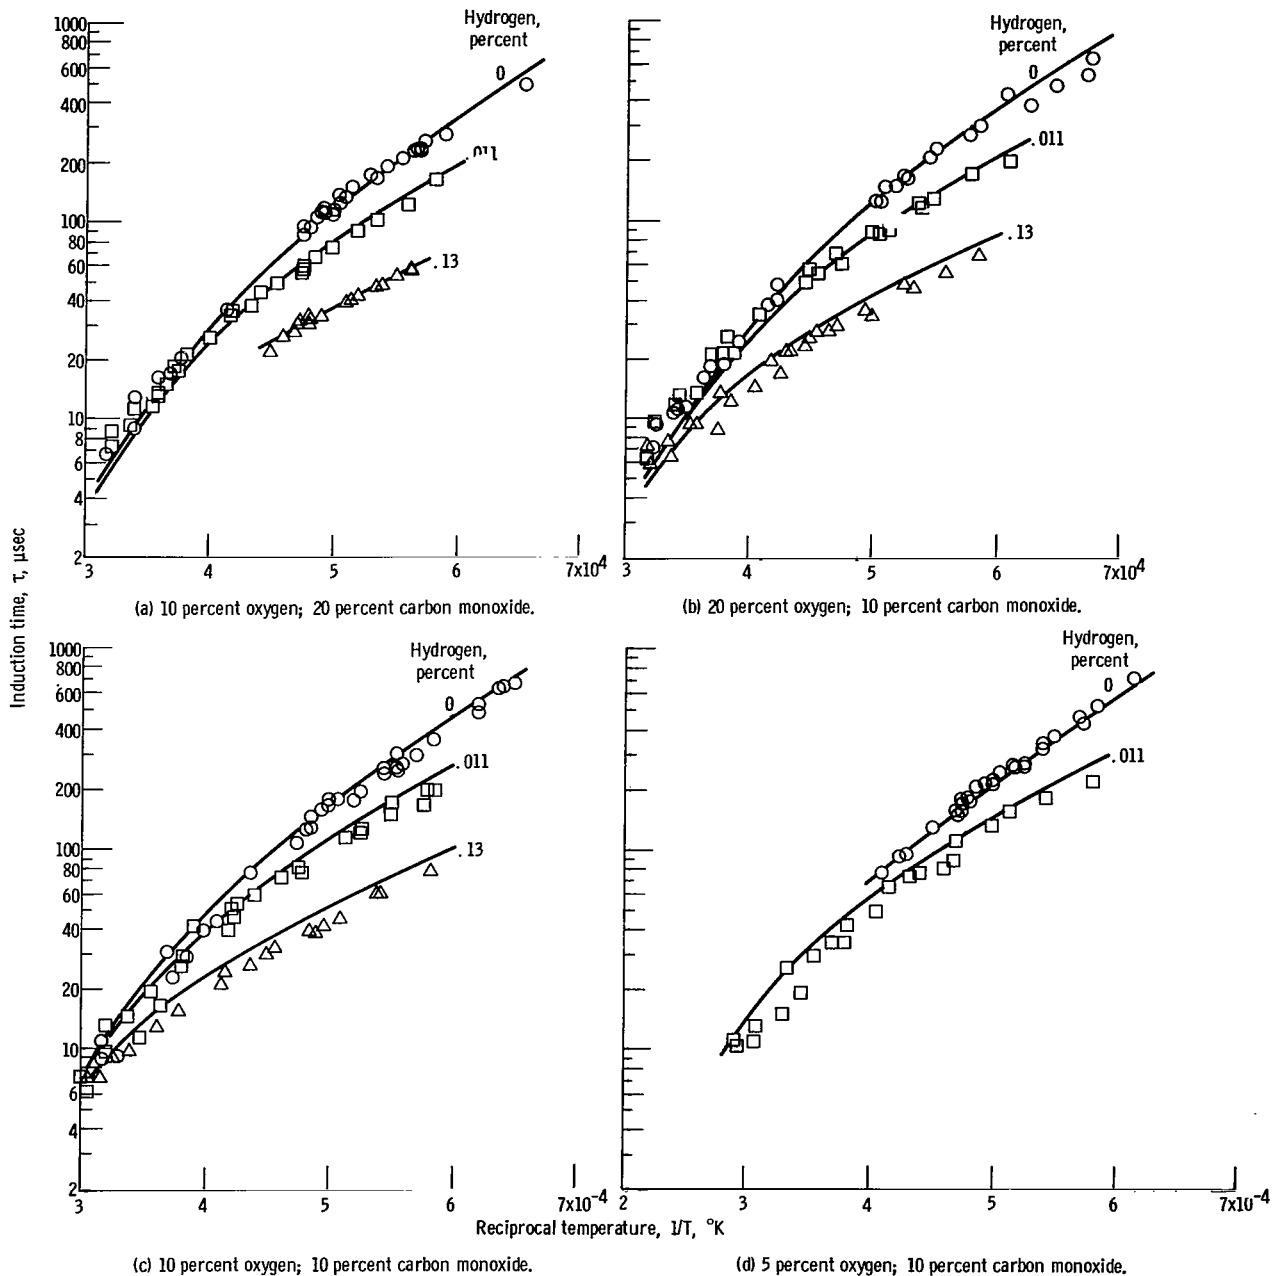 Induction time, τ, μsec
Hydrogen,
percent
0
.011
.13
1000
800
600
400
200
100
80
60
40
20
10
8
6
4
2
3 4 5 6 7x10⁴
(a) 10 percent oxygen; 20 percent carbon monoxide.
Hydrogen,
percent
0
.011
.13
3 4 5 6 7x10⁴
(b) 20 percent oxygen; 10 percent carbon monoxide.
Hydrogen,
percent
0
.011
.13
1000
800
600
400
200
100
80
60
40
20
10
6
4
2
3 4 5 6 7x10⁻⁴
(c) 10 percent oxygen; 10 percent carbon monoxide.
Hydrogen,
percent
0
.011
2 3 4 5 6 7x10⁻⁴
Reciprocal temperature, 1/T, °K
(d) 5 percent oxygen; 10 percent carbon monoxide.